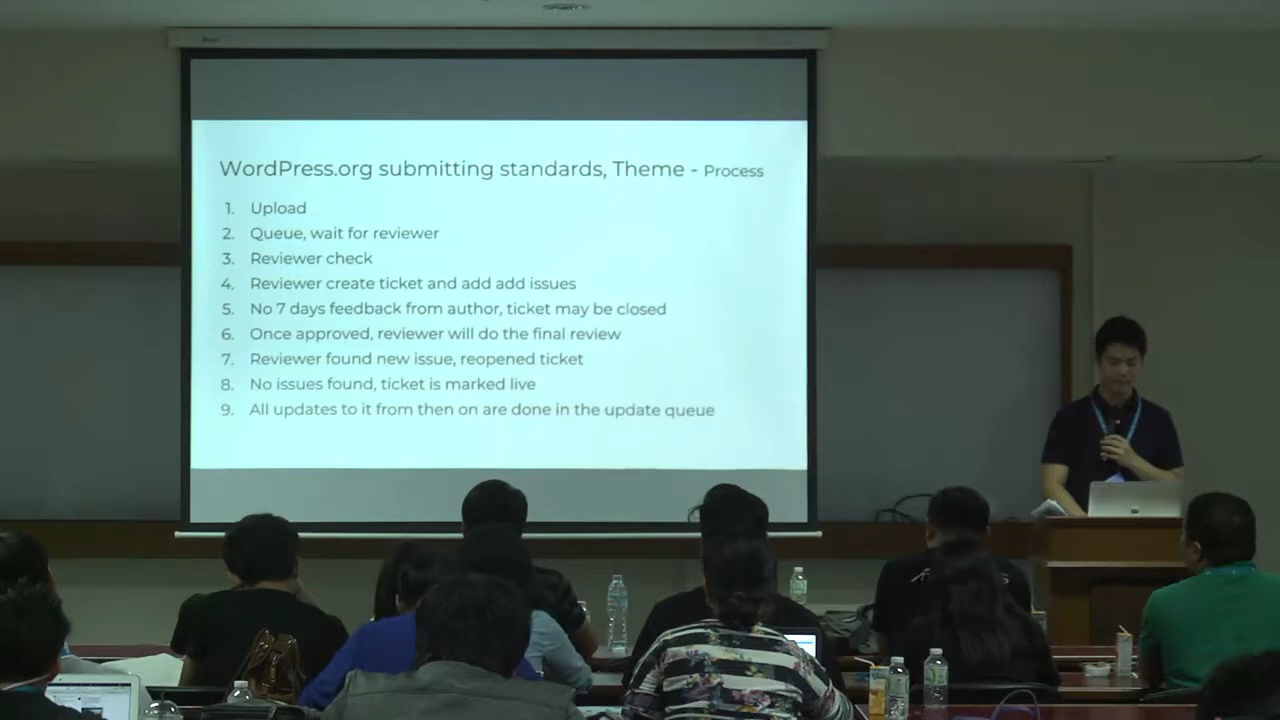 WordPress.org submitting standards, Theme - Process
1. Upload
2. Queue, wait for reviewer
3. Reviewer check
4. Reviewer create ticket and add add issues
5. No 7 days feedback from author, ticket may be closed
6. Once approved, reviewer will do the final review
7. Reviewer found new issue, reopened ticket
8. No issues found, ticket is marked live
9. All updates to it from then on are done in the update queue